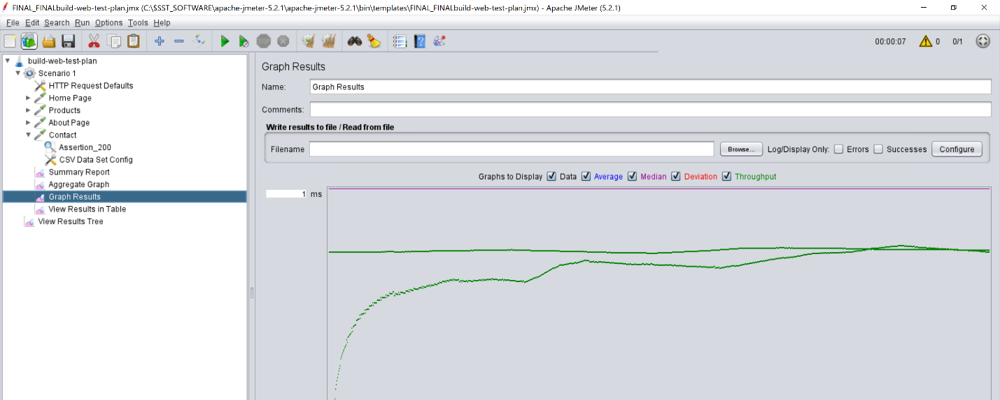 FINAL_FINALbuild-web-test-plan.jmx (C:\$SST_SOFTWARE\apache-jmeter-5.2.1\apache-jmeter-5.2.1\bin\templates\FINAL_FINALbuild-web-test-plan.jmx) - Apache JMeter (5.2.1)
File Edit Search Run Options Tools Help
STOP
00:00:07 0 0/1
build-web-test-plan
Scenario 1
HTTP Request Defaults
Home Page
Products
About Page
Contact
Assertion_200
CSV Data Set Config
Summary Report
Aggregate Graph
Graph Results
View Results in Table
View Results Tree
Graph Results
Name: Graph Results
Comments:
Write results to file / Read from file
Filename Browse... Log/Display Only: Errors Successes Configure
Graphs to Display Data Average Median Deviation Throughput
1 ms